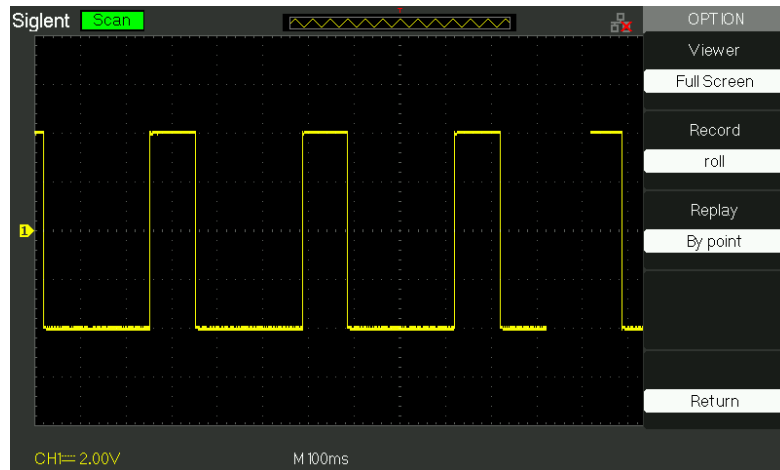 Siglent Scan
T
OPTION
Viewer
Full Screen
Record
roll
Replay
By point
1
Return
CH1 2.00V
M 100ms